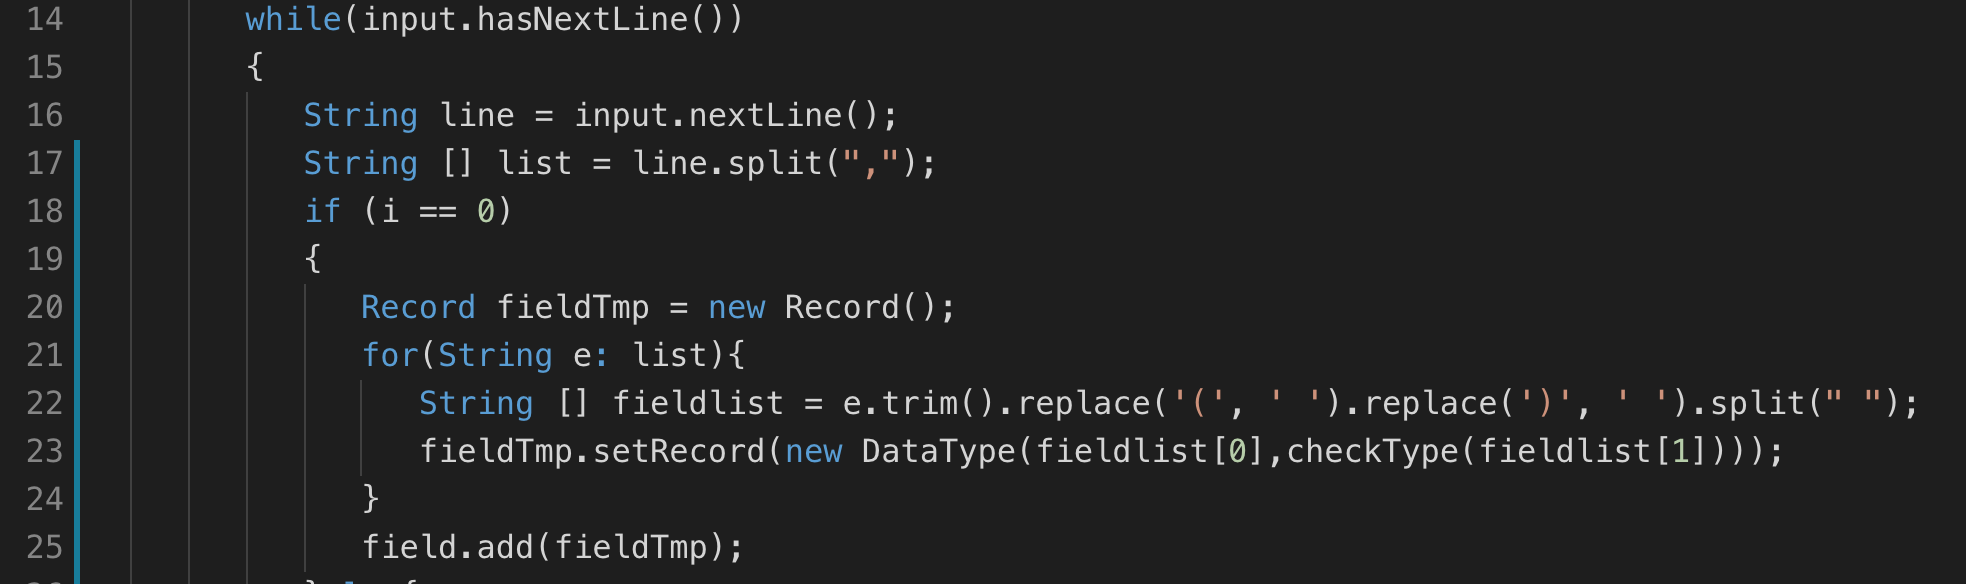 14 while(input.hasNextLine())
15 {
16 String line = input.nextLine();
17 String [] list = line.split(",");
18 if (i == 0)
19 {
20 Record fieldTmp = new Record();
21 for(String e: list){
22 String [] fieldlist = e.trim().replace('(', ' ').replace(')', ' ').split(" ");
23 fieldTmp.setRecord(new DataType(fieldlist[0],checkType(fieldlist[1])));
24 }
25 field.add(fieldTmp);